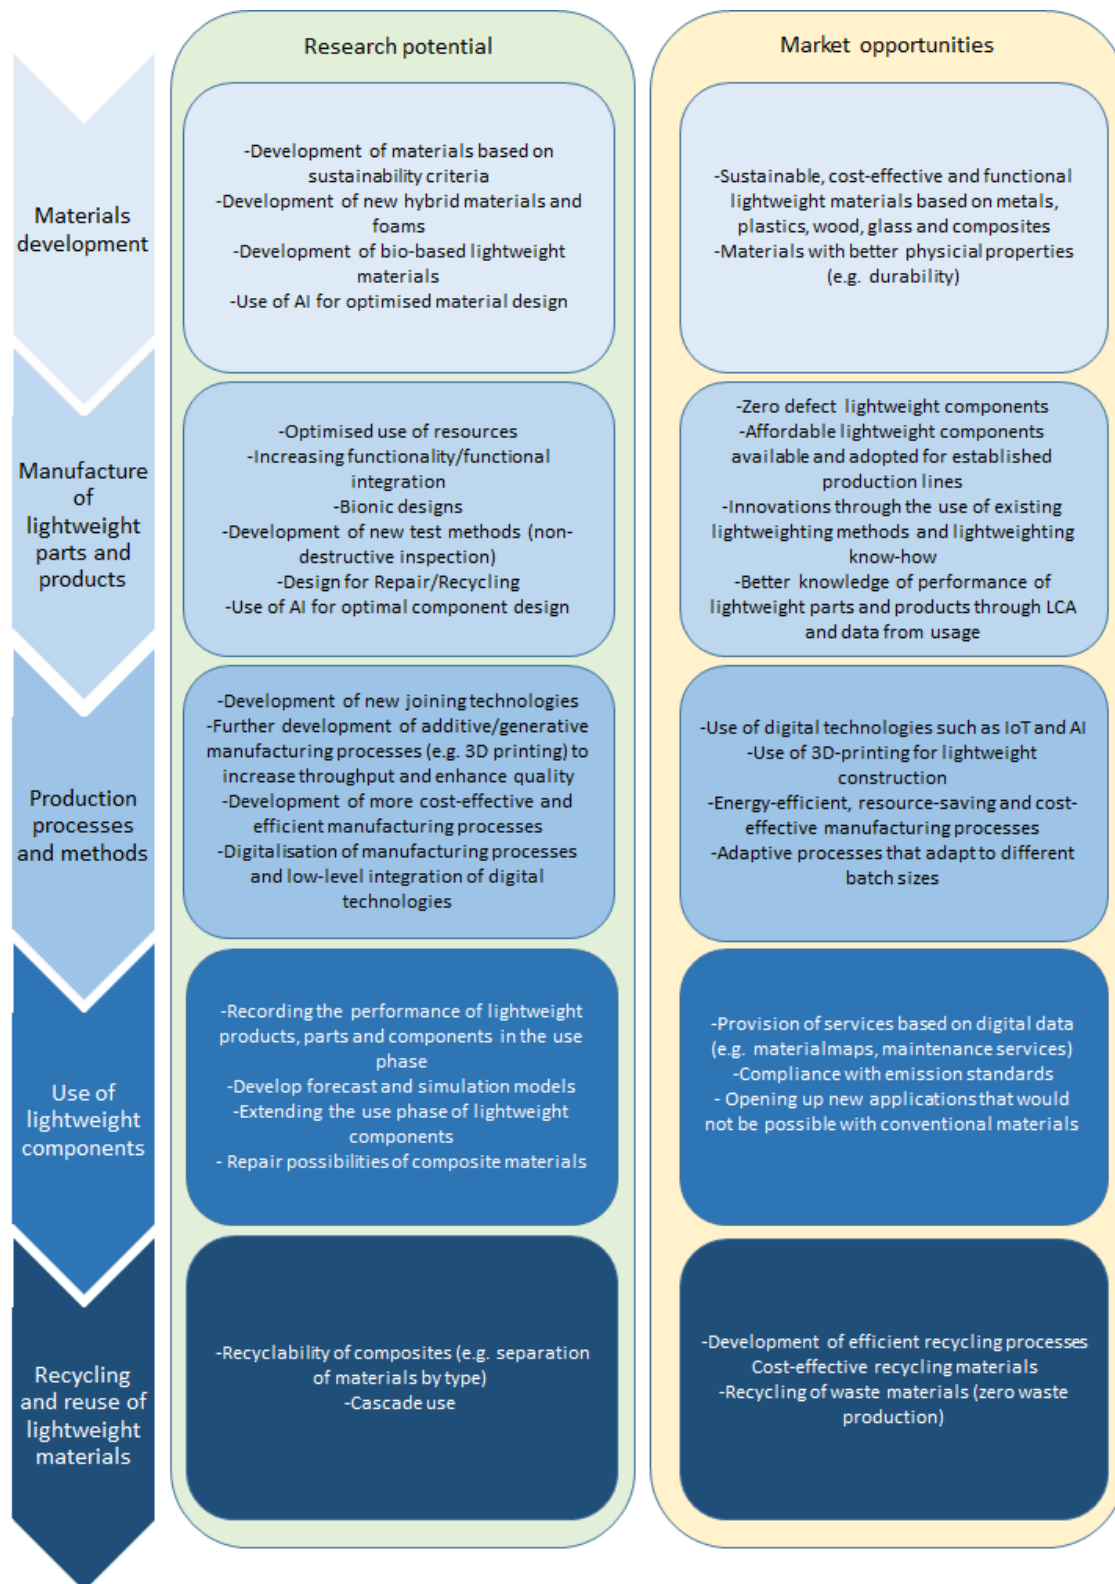 Research potential
Market opportunities
Materials
development
-Development of materials based on
sustainability criteria
-Development of new hybrid materials and
foams
-Development of bio-based lightweight
materials
-Use of AI for optimised material design
-Sustainable, cost-effective and functional
lightweight materials based on metals,
plastics, wood, glass and composites
-Materials with better physicial properties
(e.g. durability)
Manufacture
of
lightweight
parts and
products
-Optimised use of resources
-Increasing functionality/functional
integration
-Bionic designs
-Development of new test methods (non-
destructive inspection)
-Design for Repair/Recycling
-Use of AI for optimal component design
-Zero defect lightweight components
-Affordable lightweight components
available and adopted for established
production lines
-Innovations through the use of existing
lightweighting methods and lightweighting
know-how
-Better knowledge of performance of
lightweight parts and products through LCA
and data from usage
Production
processes
and methods
-Development of new joining technologies
-Further development of additive/generative
manufacturing processes (e.g. 3D printing) to
increase throughput and enhance quality
-Development of more cost-effective and
efficient manufacturing processes
-Digitalisation of manufacturing processes
and low-level integration of digital
technologies
-Use of digital technologies such as IoT and AI
-Use of 3D-printing for lightweight
construction
-Energy-efficient, resource-saving and cost-
effective manufacturing processes
-Adaptive processes that adapt to different
batch sizes
Use of
lightweight
components
-Recording the performance of lightweight
products, parts and components in the use
phase
-Develop forecast and simulation models
-Extending the use phase of lightweight
components
- Repair possibilities of composite materials
-Provision of services based on digital data
(e.g. materialmaps, maintenance services)
-Compliance with emission standards
- Opening up new applications that would
not be possible with conventional materials
Recycling
and reuse of
lightweight
materials
-Recyclability of composites (e.g. separation
of materials by type)
-Cascade use
-Development of efficient recycling processes
Cost-effective recycling materials
-Recycling of waste materials (zero waste
production)